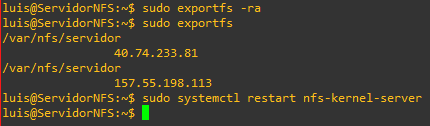 luis@ServidorNFS:~$ sudo exportfs -ra
luis@ServidorNFS:~$ sudo exportfs
/var/nfs/servidor
40.74.233.81
/var/nfs/servidor
157.55.198.113
luis@ServidorNFS:~$ sudo systemctl restart nfs-kernel-server
luis@ServidorNFS:~$